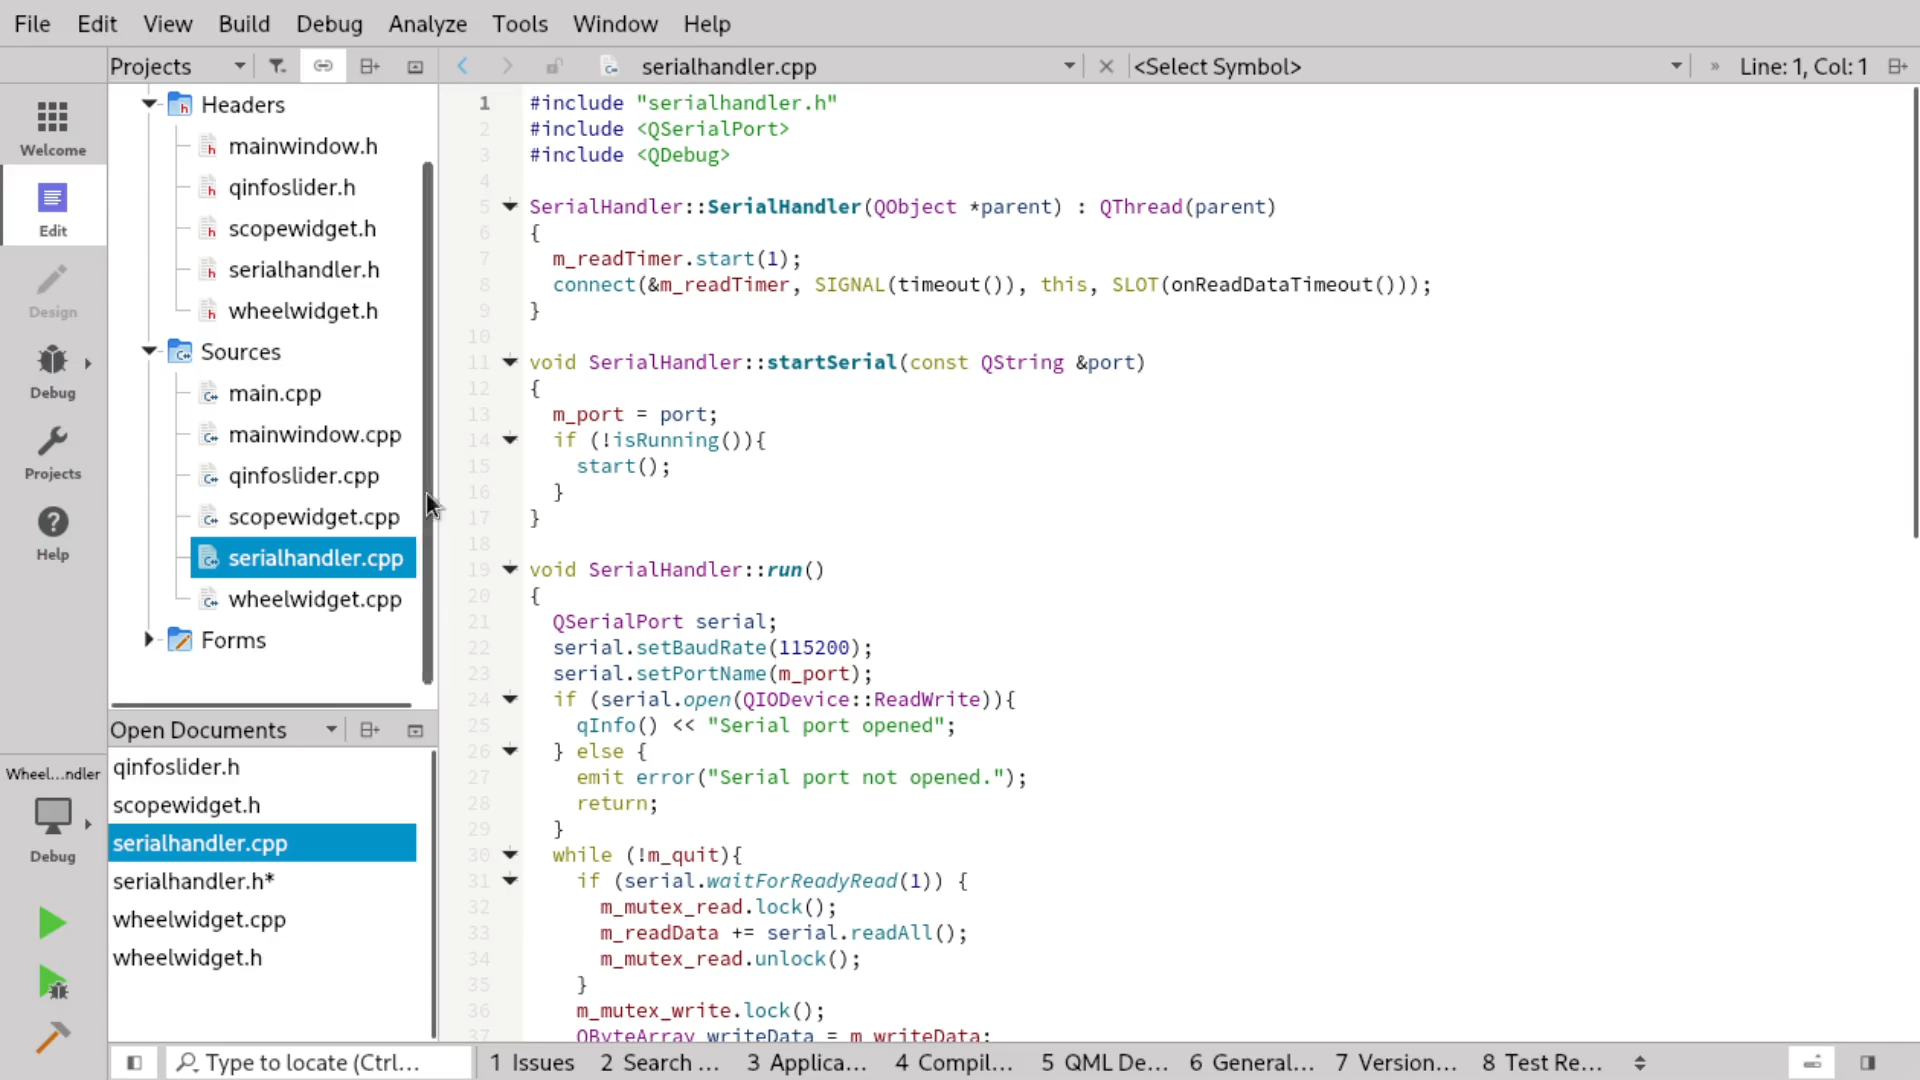 File Edit View Build Debug Analyze Tools Window Help
Projects
serialhandler.cpp
<Select Symbol>
» Line: 1, Col: 1
Welcome
Edit
Design
Debug
Projects
Help
Wheel...ndler
Debug
Headers
mainwindow.h
qinfoslider.h
scopewidget.h
serialhandler.h
wheelwidget.h
Sources
main.cpp
mainwindow.cpp
qinfoslider.cpp
scopewidget.cpp
serialhandler.cpp
wheelwidget.cpp
Forms
Open Documents
qinfoslider.h
scopewidget.h
serialhandler.cpp
serialhandler.h*
wheelwidget.cpp
wheelwidget.h
1 #include "serialhandler.h"
2 #include <QSerialPort>
3 #include <QDebug>
4
5 SerialHandler::SerialHandler(QObject *parent) : QThread(parent)
6 {
7 m_readTimer.start(1);
8 connect(&m_readTimer, SIGNAL(timeout()), this, SLOT(onReadDataTimeout()));
9 }
10
11 void SerialHandler::startSerial(const QString &port)
12 {
13 m_port = port;
14 if (!isRunning()){
15 start();
16 }
17 }
18
19 void SerialHandler::run()
20 {
21 QSerialPort serial;
22 serial.setBaudRate(115200);
23 serial.setPortName(m_port);
24 if (serial.open(QIODevice::ReadWrite)){
25 qInfo() << "Serial port opened";
26 } else {
27 emit error("Serial port not opened.");
28 return;
29 }
30 while (!m_quit){
31 if (serial.waitForReadyRead(1)) {
32 m_mutex_read.lock();
33 m_readData += serial.readAll();
34 m_mutex_read.unlock();
35 }
36 m_mutex_write.lock();
37 QByteArray writeData = m_writeData;
Type to locate (Ctrl...
1 Issues 2 Search ... 3 Applica... 4 Compil... 5 QML De... 6 General... 7 Version... 8 Test Re...